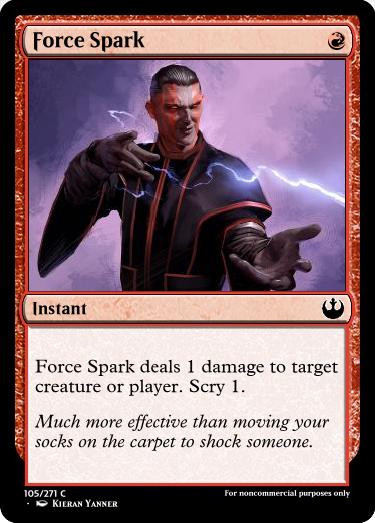 Force Spark
Instant
Force Spark deals 1 damage to target
creature or player. Scry 1.
Much more effective than moving your
socks on the carpet to shock someone.
105/271 C
For noncommercial purposes only
· Kieran Yanner